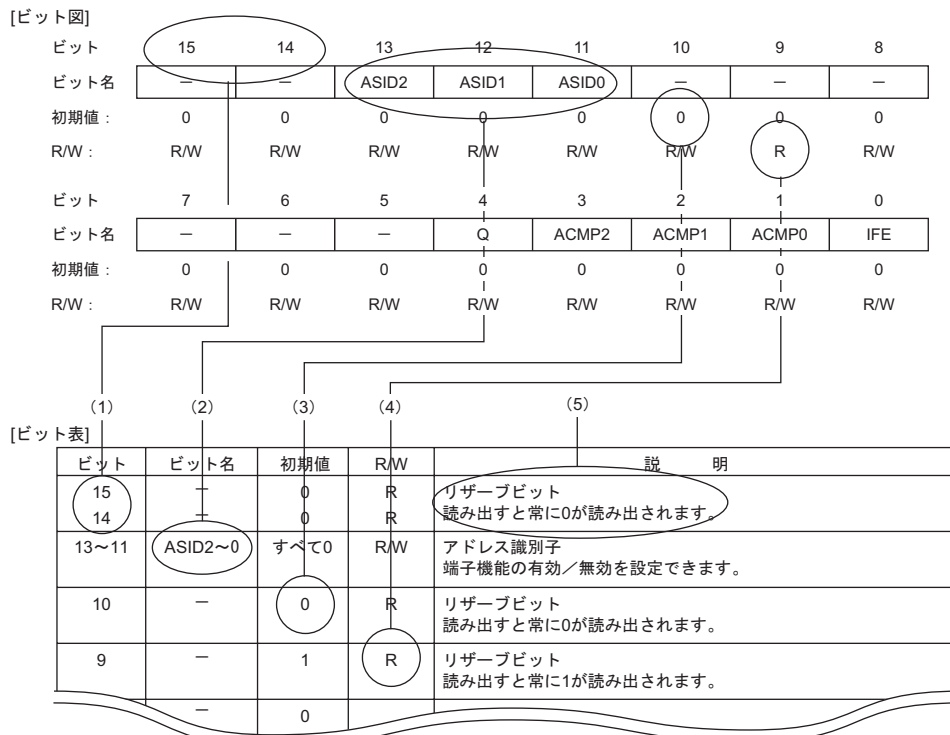 [ビット図]
ビット 15 14 13 12 11 10 9 8
ビット名 － － ASID2 ASID1 ASID0 － － －
初期値： 0 0 0 0 0 0 0 0
R/W： R/W R/W R/W R/W R/W R/W R R/W
ビット 7 6 5 4 3 2 1 0
ビット名 － － － Q ACMP2 ACMP1 ACMP0 IFE
初期値： 0 0 0 0 0 0 0 0
R/W： R/W R/W R/W R/W R/W R/W R/W R/W
（1） （2） （3） （4） （5）
[ビット表]
ビット ビット名 初期値 R/W 説　明
15 － 0 R リザーブビット
14 － 0 R 読み出すと常に0が読み出されます。
13～11 ASID2～0 すべて0 R/W アドレス識別子
端子機能の有効／無効を設定できます。
10 － 0 R リザーブビット
読み出すと常に0が読み出されます。
9 － 1 R リザーブビット
読み出すと常に1が読み出されます。
－ 0